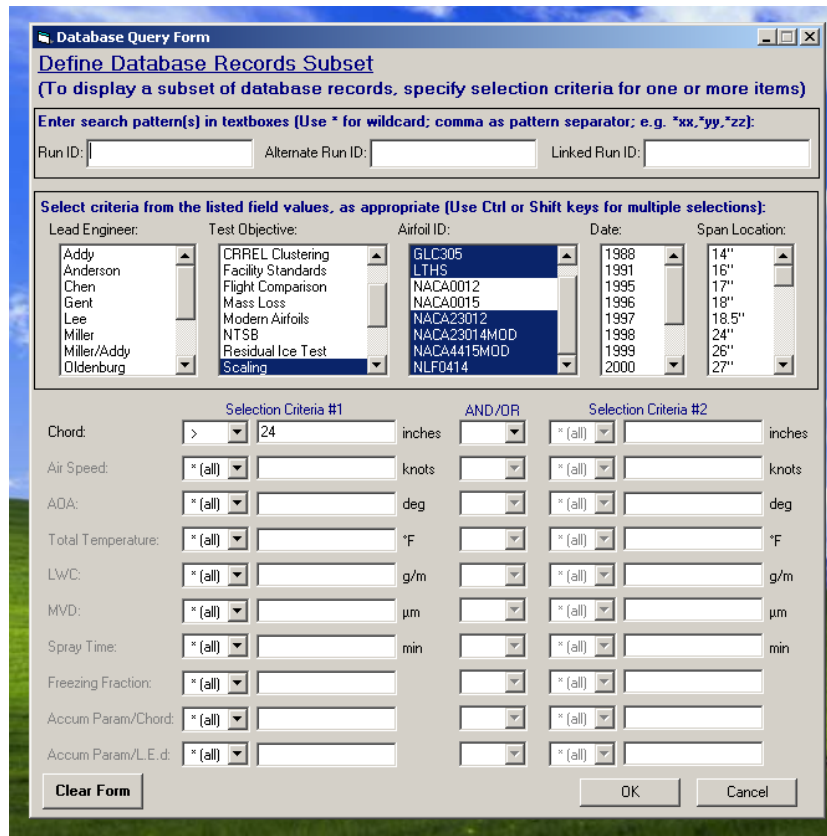 Database Query Form
Define Database Records Subset
(To display a subset of database records, specify selection criteria for one or more items)
Enter search pattern(s) in textboxes (Use * for wildcard; comma as pattern separator; e.g. *xx,*yy,*zz):
Run ID: Alternate Run ID: Linked Run ID:
Select criteria from the listed field values, as appropriate (Use Ctrl or Shift keys for multiple selections):
Lead Engineer: Test Objective: Airfoil ID: Date: Span Location:
Addy CRREL Clustering GLC305 1988 14"
Anderson Facility Standards LTHS 1991 16"
Chen Flight Comparison NACA0012 1995 17"
Gent Mass Loss NACA0015 1996 18"
Lee Modern Airfoils NACA23012 1997 18.5"
Miller NTSB NACA23014MOD 1998 24"
Miller/Addy Residual Ice Test NACA4415MOD 1999 26"
Oldenburg Scaling NLF0414 2000 27"
Selection Criteria #1 AND/OR Selection Criteria #2
Chord: > 24 inches * (all) inches
Air Speed: * (all) knots * (all) knots
AOA: * (all) deg * (all) deg
Total Temperature: * (all) °F * (all) °F
LWC: * (all) g/m * (all) g/m
MVD: * (all) µm * (all) µm
Spray Time: * (all) min * (all) min
Freezing Fraction: * (all) * (all)
Accum Param/Chord: * (all) * (all)
Accum Param/L.E.d: * (all) * (all)
Clear Form OK Cancel